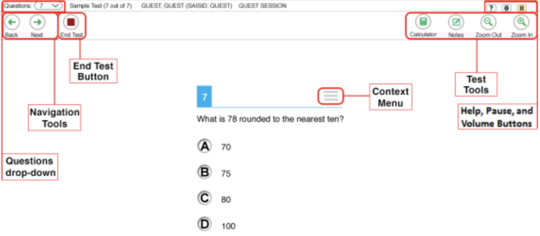 Questions: 7 Sample Test (7 out of 7) GUEST, GUEST (SAISID: GUEST) GUEST SESSION
Back Next End Test Calculator Notes Zoom Out Zoom In
End Test
Button
Navigation
Tools
Questions
drop-down
Context
Menu
Test
Tools
Help, Pause, and
Volume Buttons
7
What is 78 rounded to the nearest ten?
A 70
B 75
C 80
D 100